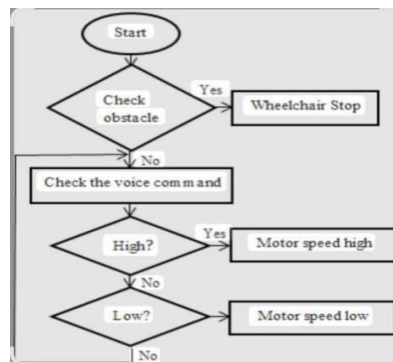 Start
Check
obstacle
Yes
Wheelchair Stop
No
Check the voice command
High?
Yes
Motor speed high
No
Low?
Motor speed low
No